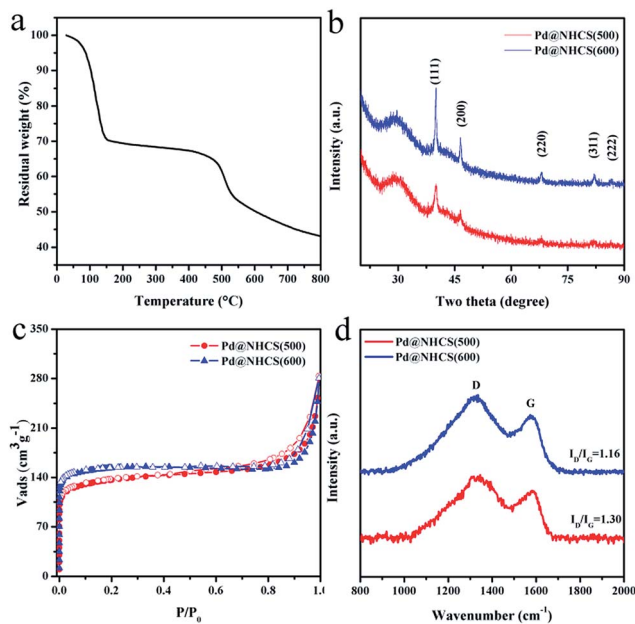 a
100
90
80
70
60
50
40
Residual weight (%)
0
100
200
300
400
500
600
700
800
Temperature (°C)
b
Pd@NHCS(500)
Pd@NHCS(600)
(111)
(200)
(220)
(311)
(222)
Intensity (a.u.)
30
45
60
75
90
Two theta (degree)
c
350
280
210
140
70
0
Vads (cm³g⁻¹)
Pd@NHCS(500)
Pd@NHCS(600)
0.0
0.2
0.4
0.6
0.8
1.0
P/P₀
d
Pd@NHCS(500)
Pd@NHCS(600)
D
G
I_D/I_G=1.16
I_D/I_G=1.30
Intensity (a.u.)
800
1000
1200
1400
1600
1800
2000
Wavenumber (cm⁻¹)